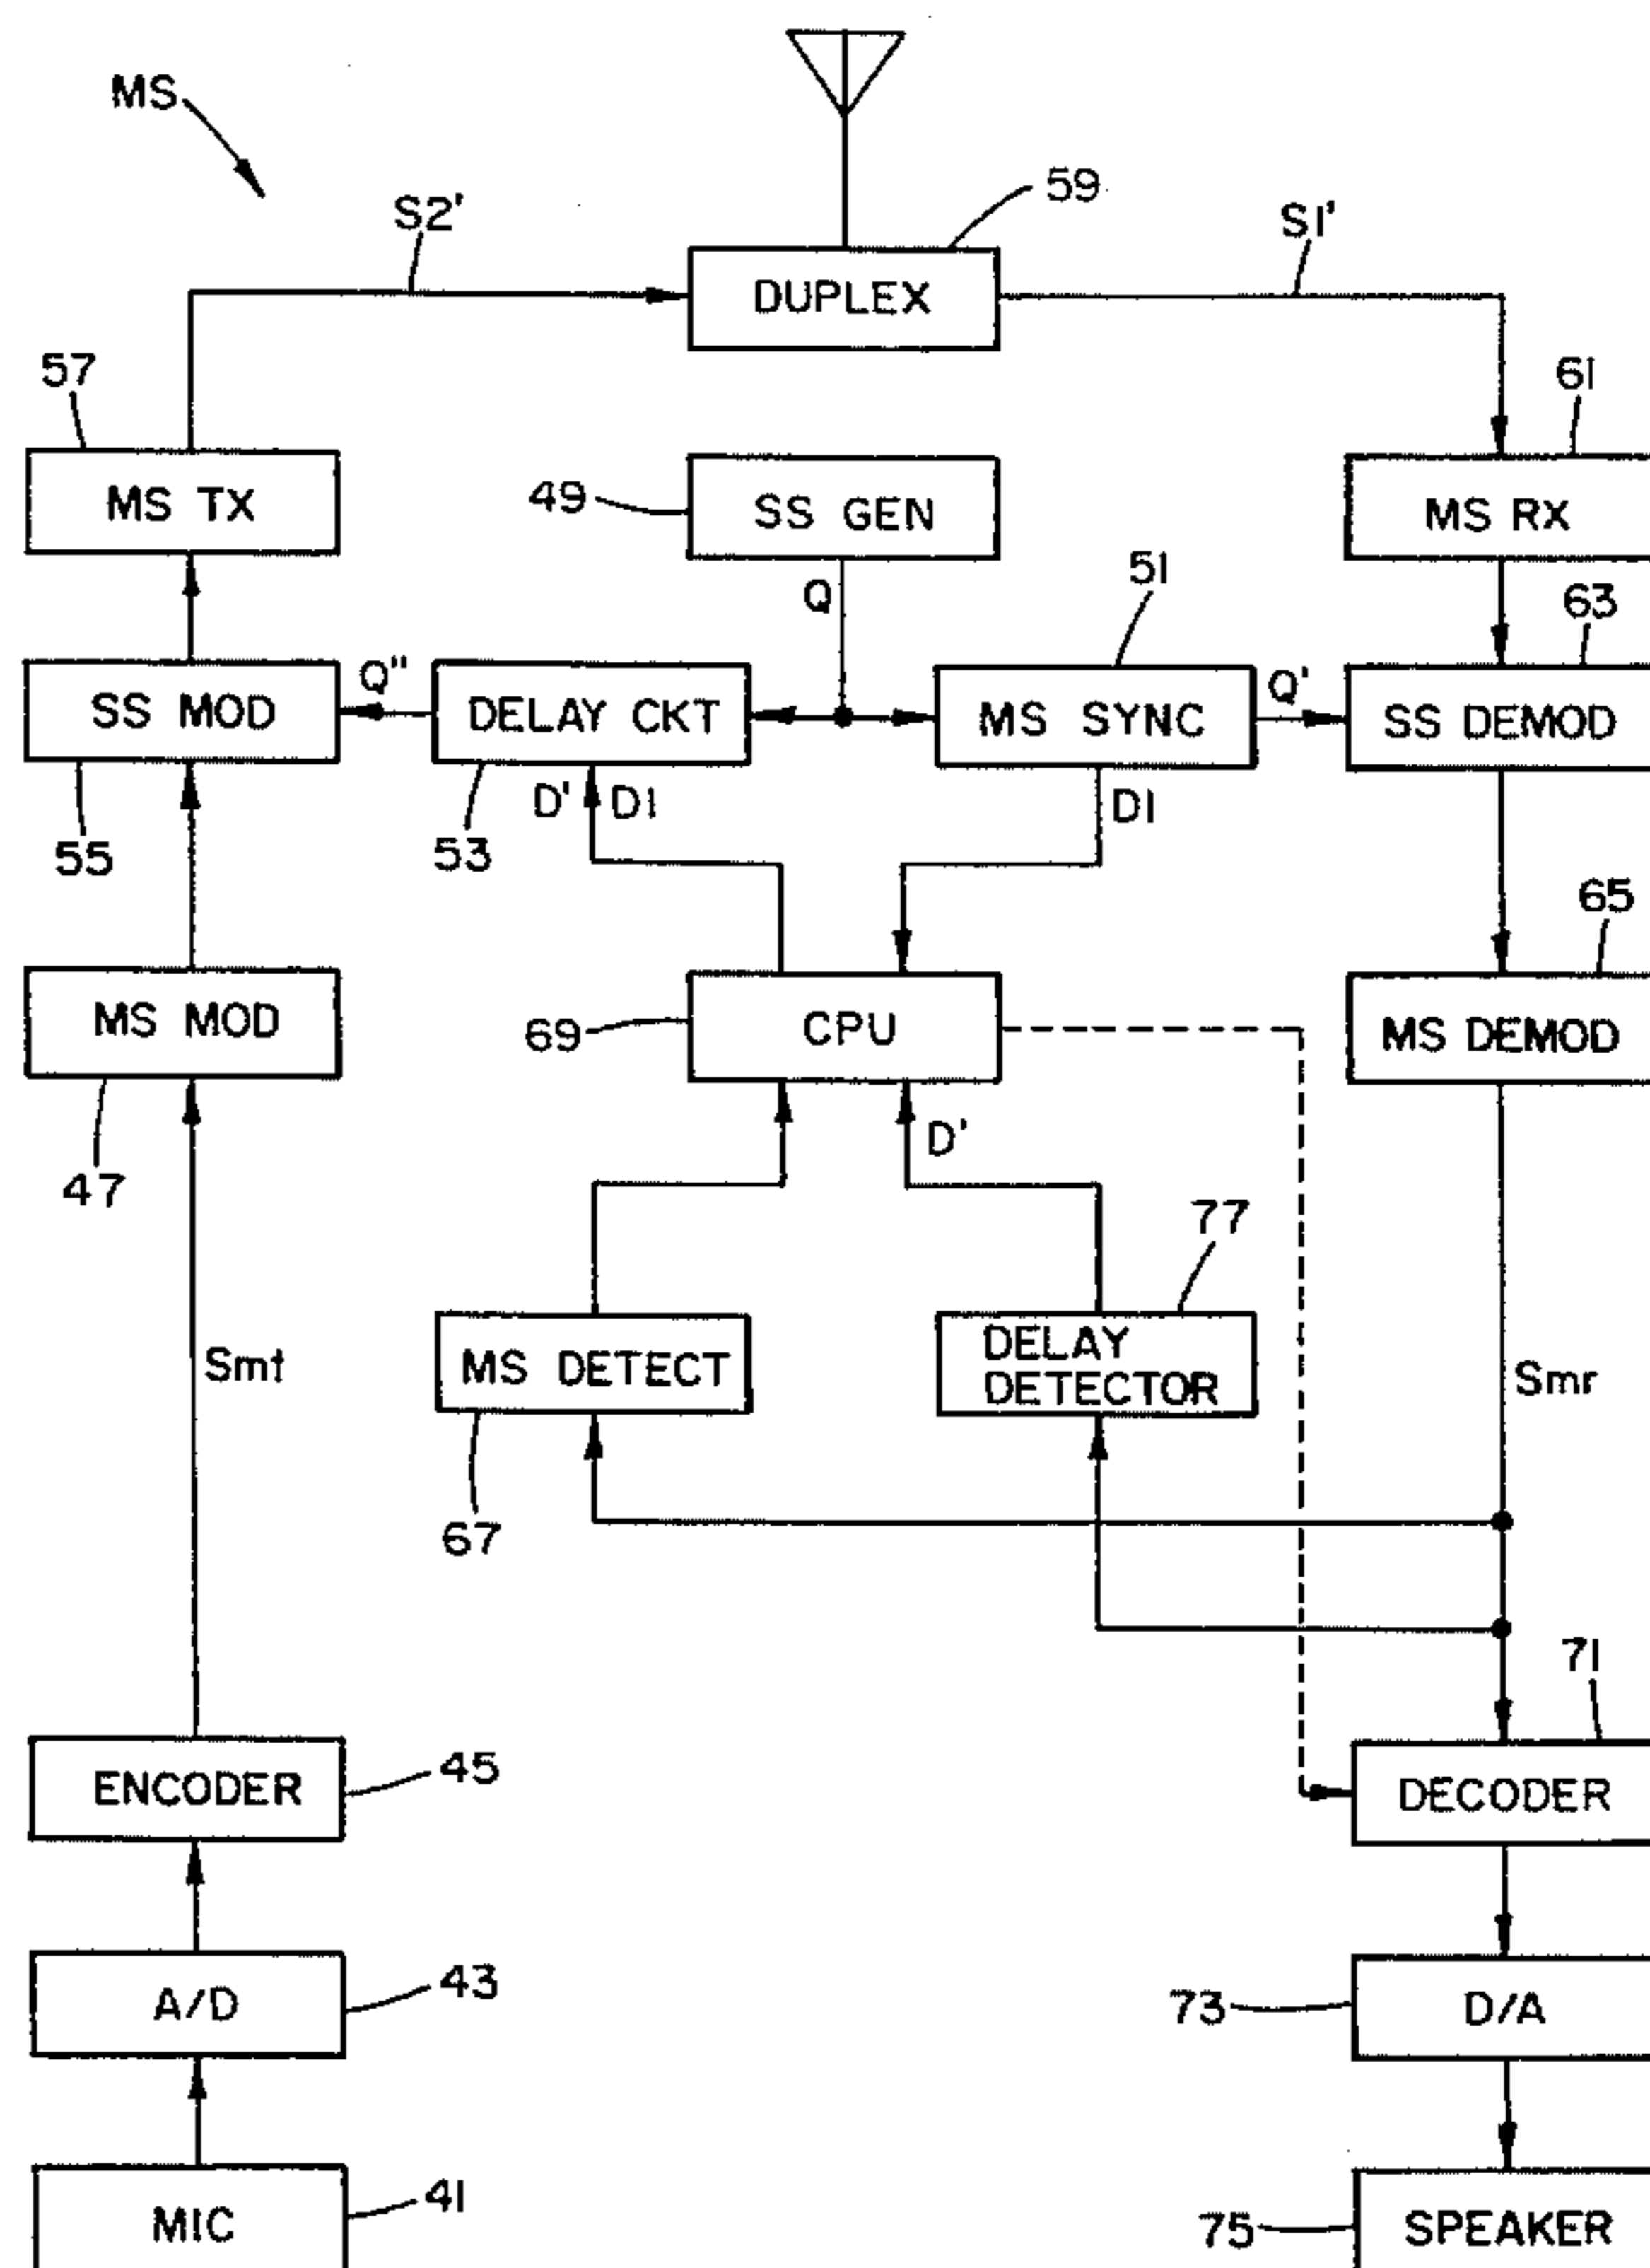 MS
59
S2'
S1'
DUPLEX
57
61
MS TX
49
SS GEN
MS RX
Q
51
63
SS MOD
Q"
DELAY CKT
MS SYNC
Q'
SS DEMOD
D' D1
D1
55
53
65
MS MOD
69
CPU
MS DEMOD
D'
47
77
Smt
MS DETECT
DELAY
DETECTOR
Smr
67
71
ENCODER
45
DECODER
A/D
43
73
D/A
MIC
41
75
SPEAKER